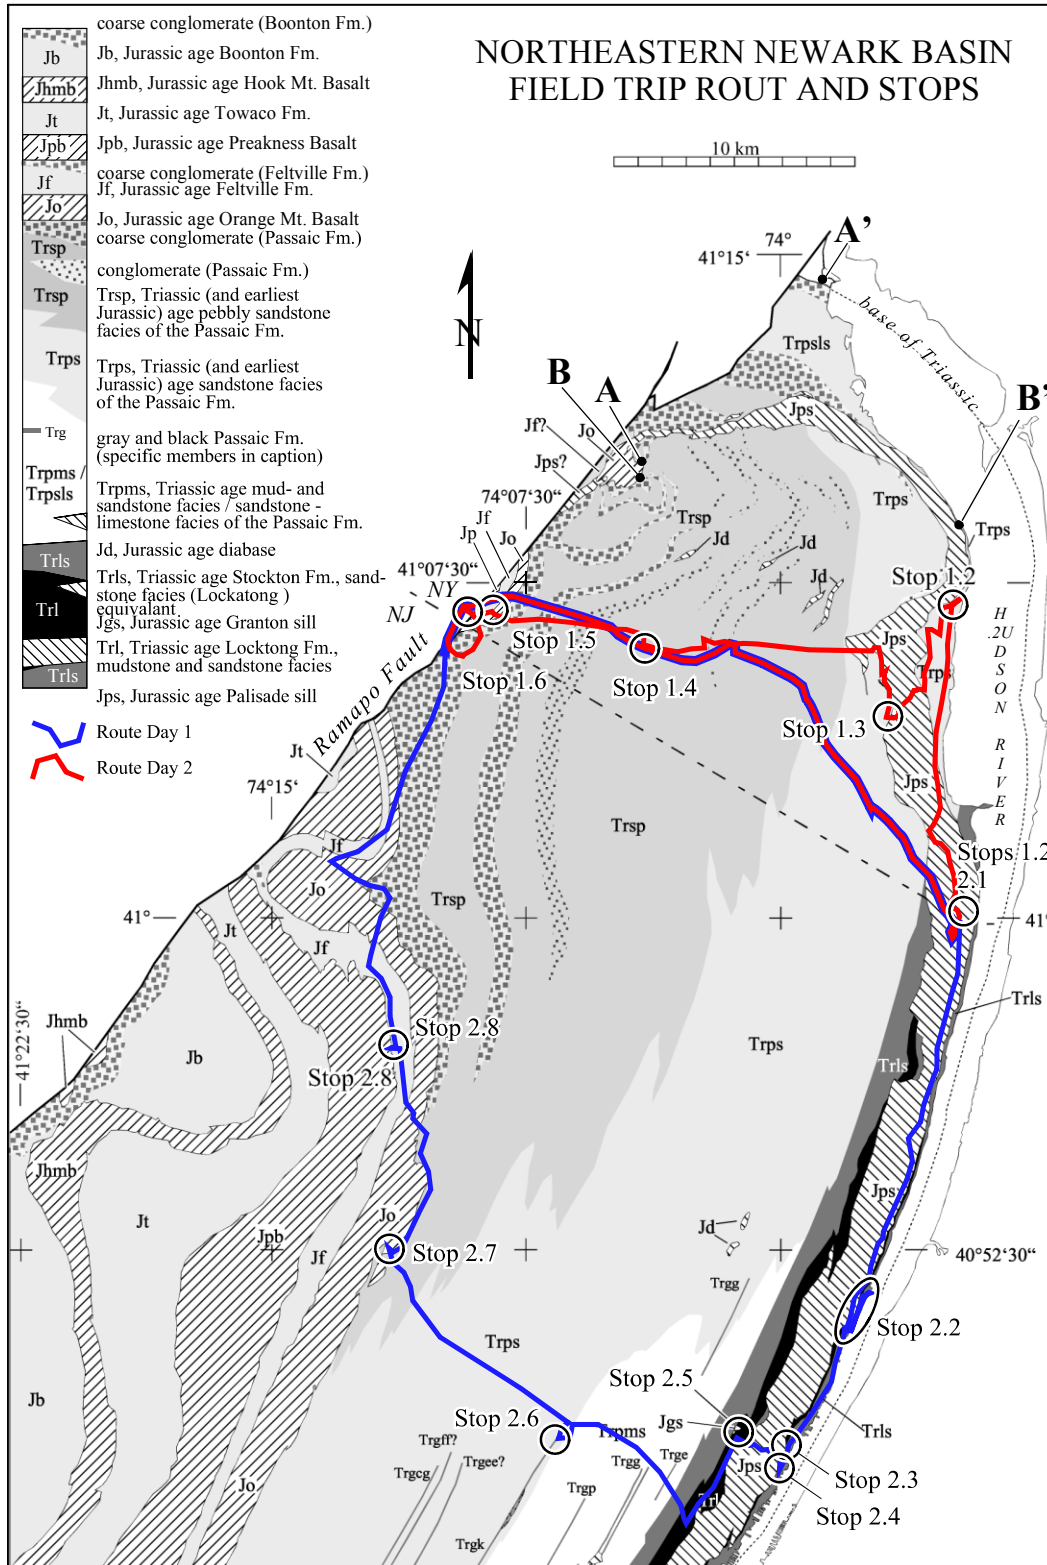 NORTHEASTERN NEWARK BASIN
FIELD TRIP ROUT AND STOPS
10 km
coarse conglomerate (Boonton Fm.)
Jb
Jb, Jurassic age Boonton Fm.
Jhmb
Jhmb, Jurassic age Hook Mt. Basalt
Jt
Jt, Jurassic age Towaco Fm.
Jpb
Jpb, Jurassic age Preakness Basalt
coarse conglomerate (Feltville Fm.)
Jf
Jf, Jurassic age Feltville Fm.
Jo
Jo, Jurassic age Orange Mt. Basalt
coarse conglomerate (Passaic Fm.)
Trsp
conglomerate (Passaic Fm.)
Trsp
Trsp, Triassic (and earliest
Jurassic) age pebbly sandstone
facies of the Passaic Fm.
Trps
Trps, Triassic (and earliest
Jurassic) age sandstone facies
of the Passaic Fm.
Trg
gray and black Passaic Fm.
(specific members in caption)
Trpms /
Trpsls
Trpms, Triassic age mud- and
sandstone facies / sandstone -
limestone facies of the Passaic Fm.
Jd, Jurassic age diabase
Trls
Trls, Triassic age Stockton Fm., sand-
stone facies (Lockatong )
equivalant
Trl
Jgs, Jurassic age Granton sill
Trl, Triassic age Locktong Fm.,
mudstone and sandstone facies
Trls
Jps, Jurassic age Palisade sill
Route Day 1
Route Day 2
N
A'
74°
41°15'
base of Triassic
Trpsls
B
A
B'
Jps
Jf?
Jo
Jps?
74°07'30"
Jf
Jp
Jo
Trsp
Trps
Trps
Jd
Jd
Jd
41°07'30"
NY
NJ
Stop 1.2
Jps
Trps
HUDSON
RIVER
Stop 1.5
Stop 1.6
Stop 1.4
Stop 1.3
Ramapo Fault
Jt
74°15'
Jps
Trsp
Stops 1.2
2.1
Jf
Jo
Trsp
41°
41°
Jt
Jf
Trls
Jhmb
41°22'30"
Jb
Stop 2.8
Stop 2.8
Trps
Trls
Jhmb
Jt
Jpb
Jf
Jo
Jps
Stop 2.7
Jd
40°52'30"
Trgg
Trps
Stop 2.2
Stop 2.5
Jb
Stop 2.6
Jgs
Trpms
Trls
Trgff?
Trgee?
Trgcg
Trgg
Trge
Jps
Stop 2.3
Jo
Trgp
Trl
Stop 2.4
Trgk